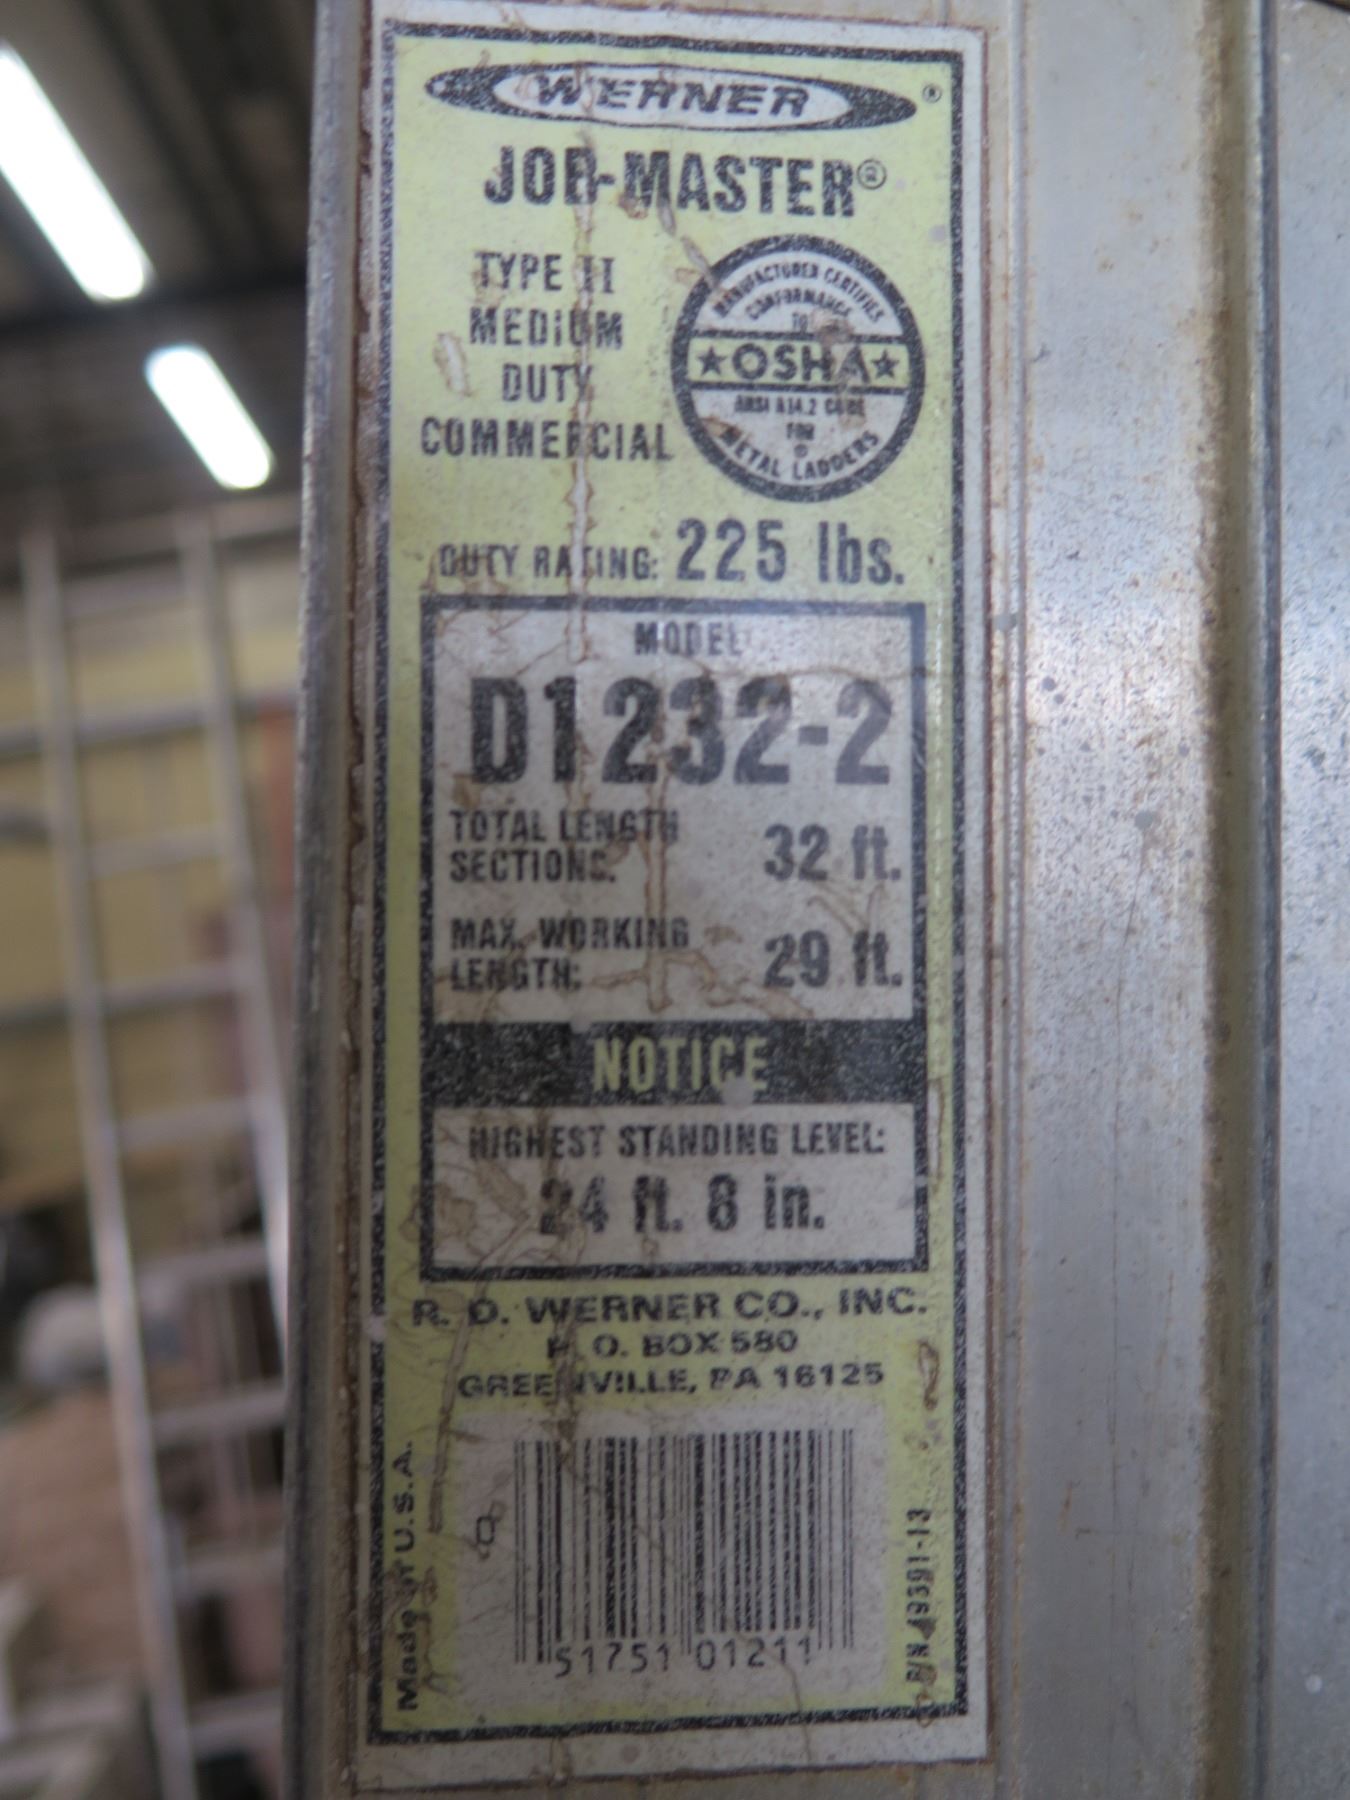 WERNER ®
JOB-MASTER®
TYPE II
MEDIUM
DUTY
COMMERCIAL
MANUFACTURER CERTIFIES
CONFORMANCE
TO
★OSHA★
ANSI A14.2 CODE
FOR
METAL LADDERS
DUTY RATING: 225 lbs.
MODEL
D1232-2
TOTAL LENGTH
SECTIONS: 32 ft.
MAX. WORKING
LENGTH: 29 ft.
NOTICE
HIGHEST STANDING LEVEL:
24 ft. 8 in.
R. D. WERNER CO., INC.
P. O. BOX 580
GREENVILLE, PA 16125
Made in U.S.A.
51751 01211
P/N 49391-13